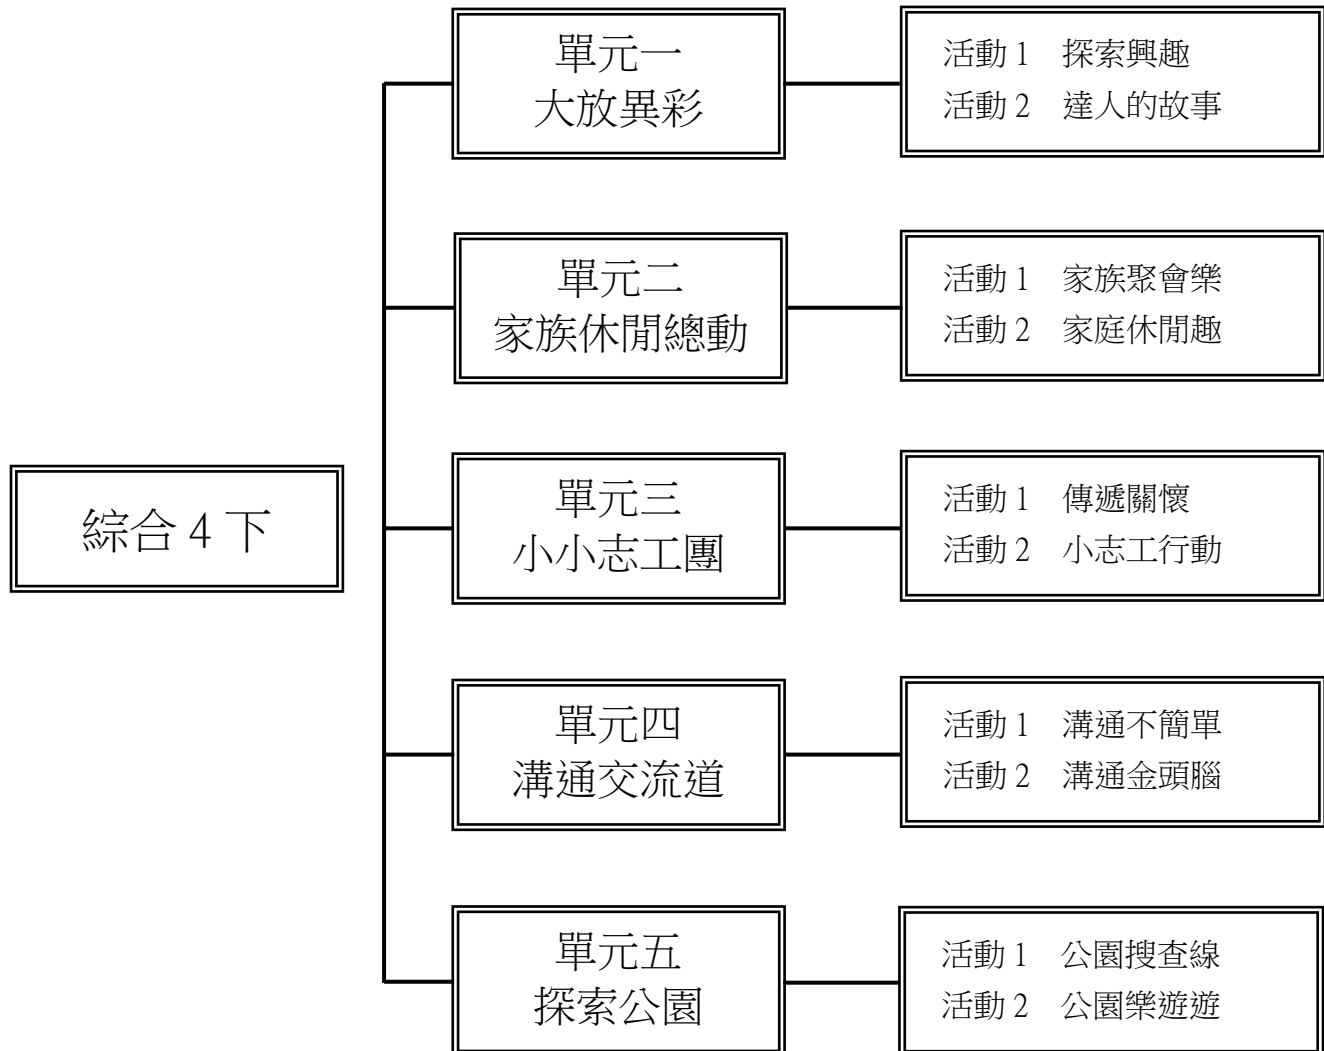 綜合4下
單元一
大放異彩
活動1　探索興趣
活動2　達人的故事
單元二
家族休閒總動
活動1　家族聚會樂
活動2　家庭休閒趣
單元三
小小志工團
活動1　傳遞關懷
活動2　小志工行動
單元四
溝通交流道
活動1　溝通不簡單
活動2　溝通金頭腦
單元五
探索公園
活動1　公園搜查線
活動2　公園樂遊遊